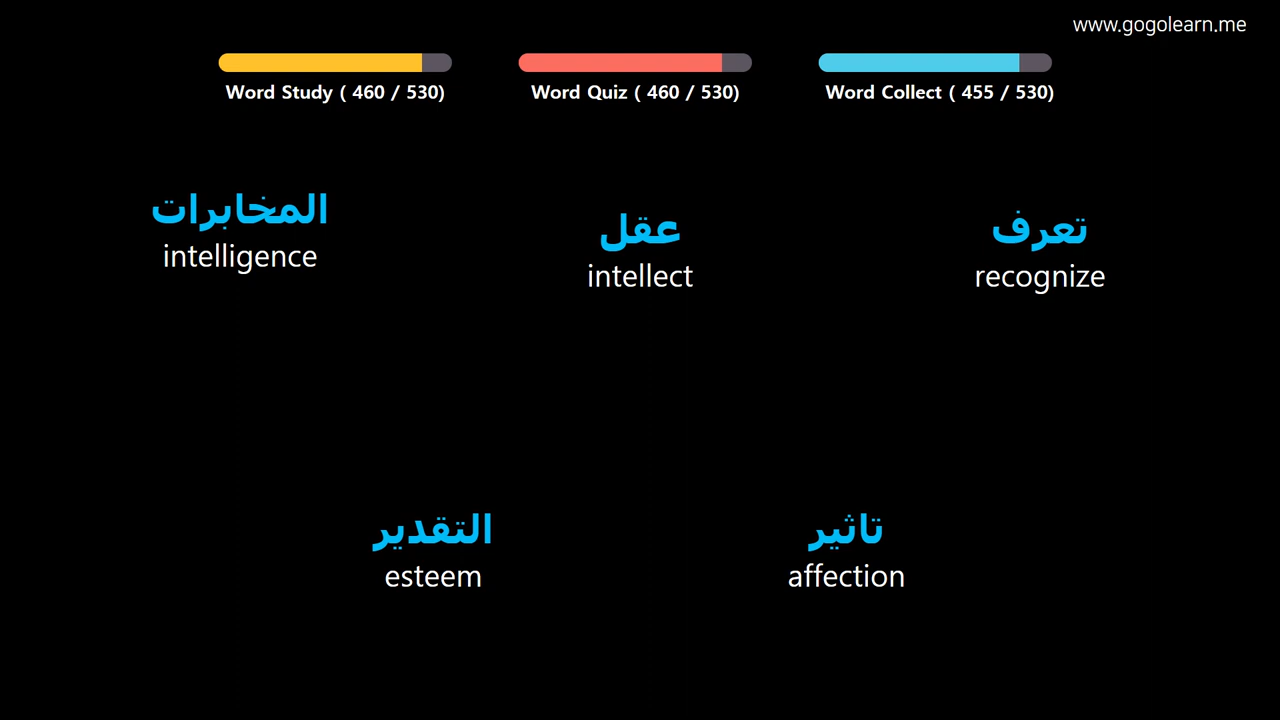 www.gogolearn.me
Word Study ( 460 / 530)
Word Quiz ( 460 / 530)
Word Collect ( 455 / 530)
المخابرات
intelligence
عقل
intellect
تعرف
recognize
التقدير
esteem
تاثير
affection